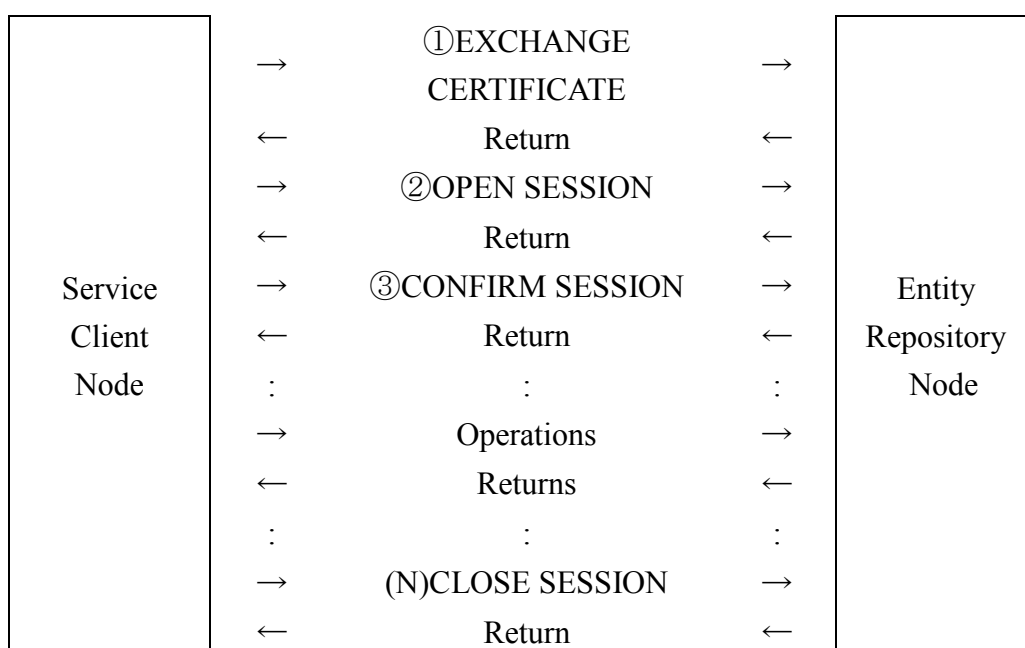 → ①EXCHANGE CERTIFICATE →
← Return ←
→ ②OPEN SESSION →
← Return ←
Service → ③CONFIRM SESSION → Entity
Client ← Return ← Repository
Node : : : Node
→ Operations →
← Returns ←
: : :
→ (N)CLOSE SESSION →
← Return ←